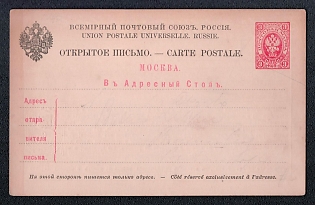 ВСЕМІРНЫЙ ПОЧТОВЫЙ СОЮЗЪ. РОССІЯ.
UNION POSTALE UNIVERSELLE. RUSSIE.
ОТКРЫТОЕ ПИСЬМО. — CARTE POSTALE.
МОСКВА.
Въ Адресный Столъ.
Адресъ
отпра-
вителя
письма.
На этой сторонѣ пишется только адресъ. — Côté réservé exclusivement à l'adresse.